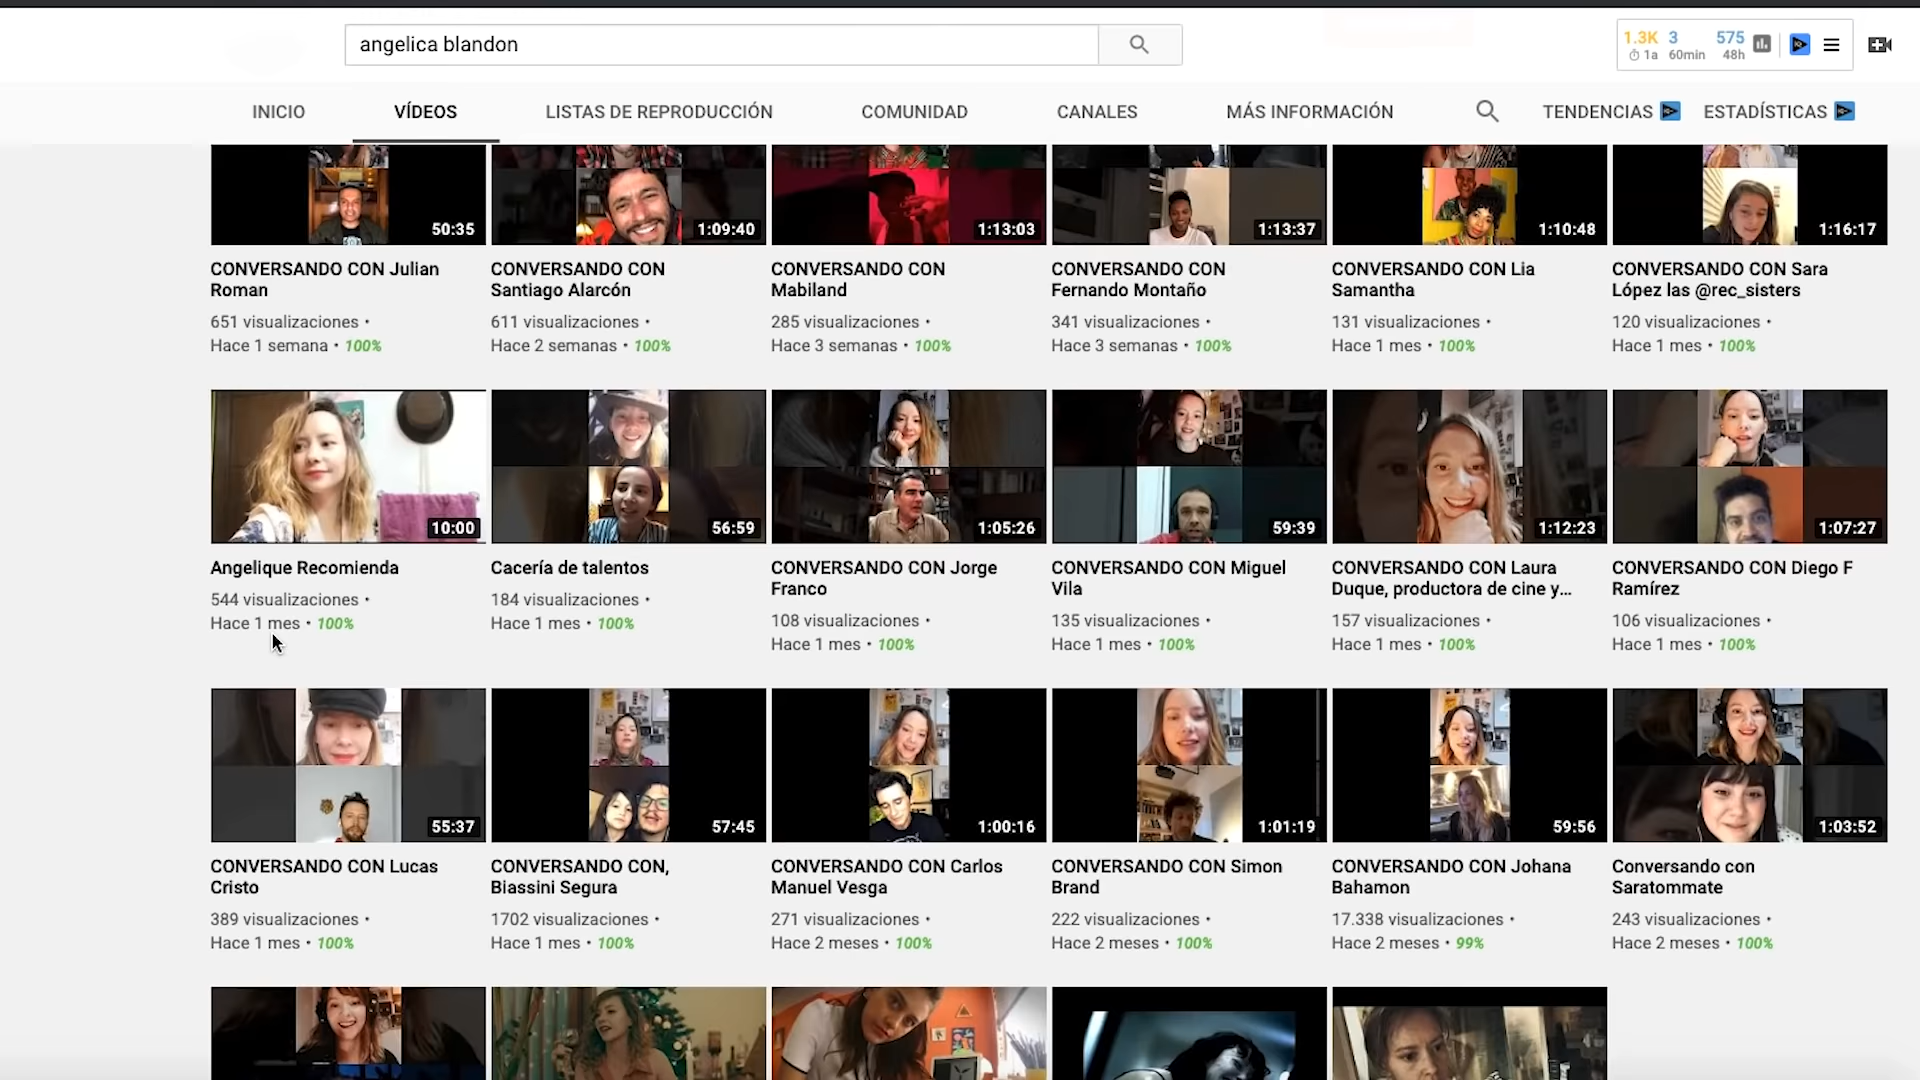 angelica blandon
1.3K 3 575
1a 60min 48h
INICIO VÍDEOS LISTAS DE REPRODUCCIÓN COMUNIDAD CANALES MÁS INFORMACIÓN TENDENCIAS ESTADÍSTICAS
50:35 1:09:40 1:13:03 1:13:37 1:10:48 1:16:17
CONVERSANDO CON Julian
Roman
651 visualizaciones •
Hace 1 semana • 100%
CONVERSANDO CON
Santiago Alarcón
611 visualizaciones •
Hace 2 semanas • 100%
CONVERSANDO CON
Mabiland
285 visualizaciones •
Hace 3 semanas • 100%
CONVERSANDO CON
Fernando Montaño
341 visualizaciones •
Hace 3 semanas • 100%
CONVERSANDO CON Lia
Samantha
131 visualizaciones •
Hace 1 mes • 100%
CONVERSANDO CON Sara
López las @rec_sisters
120 visualizaciones •
Hace 1 mes • 100%
10:00 56:59 1:05:26 59:39 1:12:23 1:07:27
Angelique Recomienda
544 visualizaciones •
Hace 1 mes • 100%
Cacería de talentos
184 visualizaciones •
Hace 1 mes • 100%
CONVERSANDO CON Jorge
Franco
108 visualizaciones •
Hace 1 mes • 100%
CONVERSANDO CON Miguel
Vila
135 visualizaciones •
Hace 1 mes • 100%
CONVERSANDO CON Laura
Duque, productora de cine y...
157 visualizaciones •
Hace 1 mes • 100%
CONVERSANDO CON Diego F
Ramírez
106 visualizaciones •
Hace 1 mes • 100%
55:37 57:45 1:00:16 1:01:19 59:56 1:03:52
CONVERSANDO CON Lucas
Cristo
389 visualizaciones •
Hace 1 mes • 100%
CONVERSANDO CON,
Biassini Segura
1702 visualizaciones •
Hace 1 mes • 100%
CONVERSANDO CON Carlos
Manuel Vesga
271 visualizaciones •
Hace 2 meses • 100%
CONVERSANDO CON Simon
Brand
222 visualizaciones •
Hace 2 meses • 100%
CONVERSANDO CON Johana
Bahamon
17.338 visualizaciones •
Hace 2 meses • 99%
Conversando con
Saratommate
243 visualizaciones •
Hace 2 meses • 100%